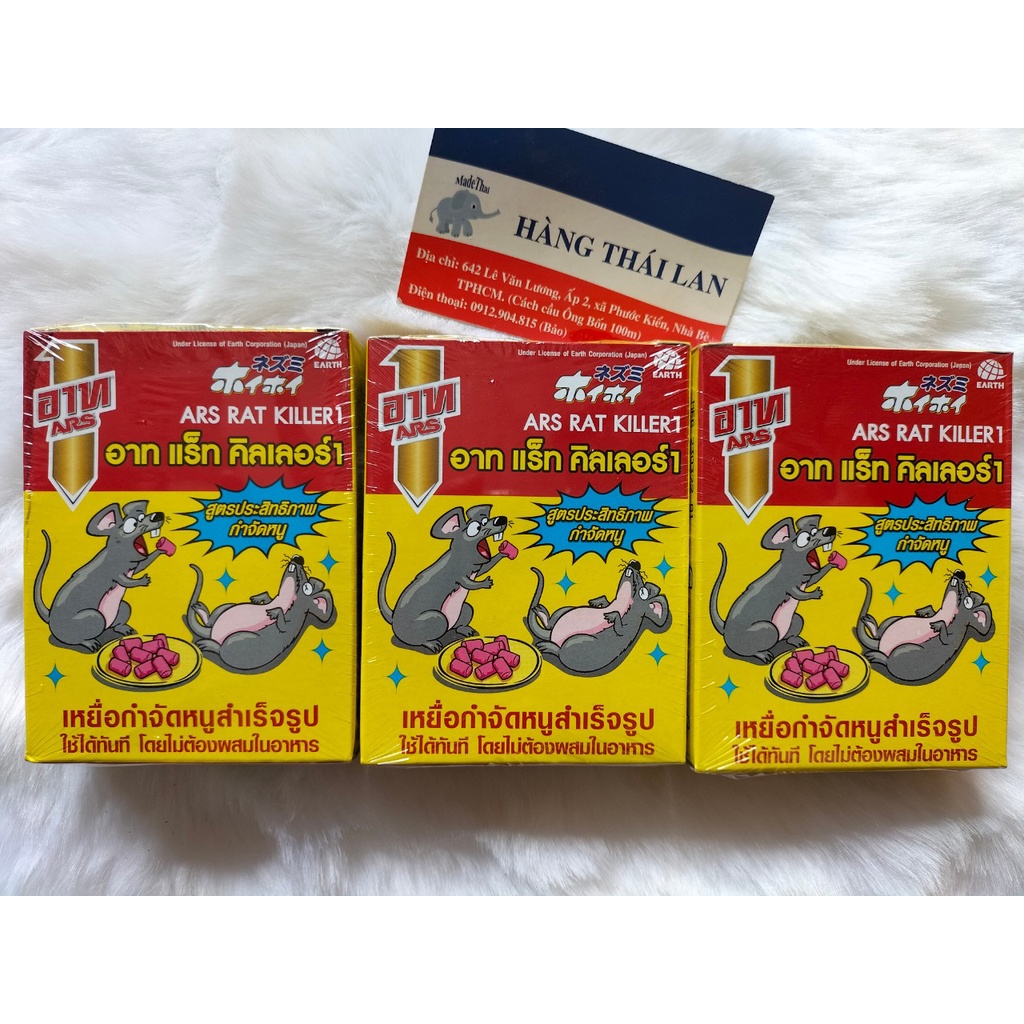 Made Thai
HÀNG THÁI LAN
Địa chỉ: 642 Lê Văn Lương, Ấp 2, xã Phước Kiển, Nhà Bè,
TPHCM. (Cách cầu Ông Bốn 100m)
Điện thoại: 0912.904.815 (Bảo)
Under License of Earth Corporation (Japan)
EARTH
1
อาท
ARS
ネズミ
ホイホイ
ARS RAT KILLER1
อาท แร็ท คิลเลอร์1
สูตรประสิทธิภาพ
กำจัดหนู
เหยื่อกำจัดหนูสำเร็จรูป
ใช้ได้ทันที โดยไม่ต้องผสมในอาหาร
Under License of Earth Corporation (Japan)
EARTH
1
อาท
ARS
ネズミ
ホイホイ
ARS RAT KILLER1
อาท แร็ท คิลเลอร์1
สูตรประสิทธิภาพ
กำจัดหนู
เหยื่อกำจัดหนูสำเร็จรูป
ใช้ได้ทันที โดยไม่ต้องผสมในอาหาร
Under License of Earth Corporation (Japan)
EARTH
1
อาท
ARS
ネズミ
ホイホイ
ARS RAT KILLER1
อาท แร็ท คิลเลอร์1
สูตรประสิทธิภาพ
กำจัดหนู
เหยื่อกำจัดหนูสำเร็จรูป
ใช้ได้ทันที โดยไม่ต้องผสมในอาหาร